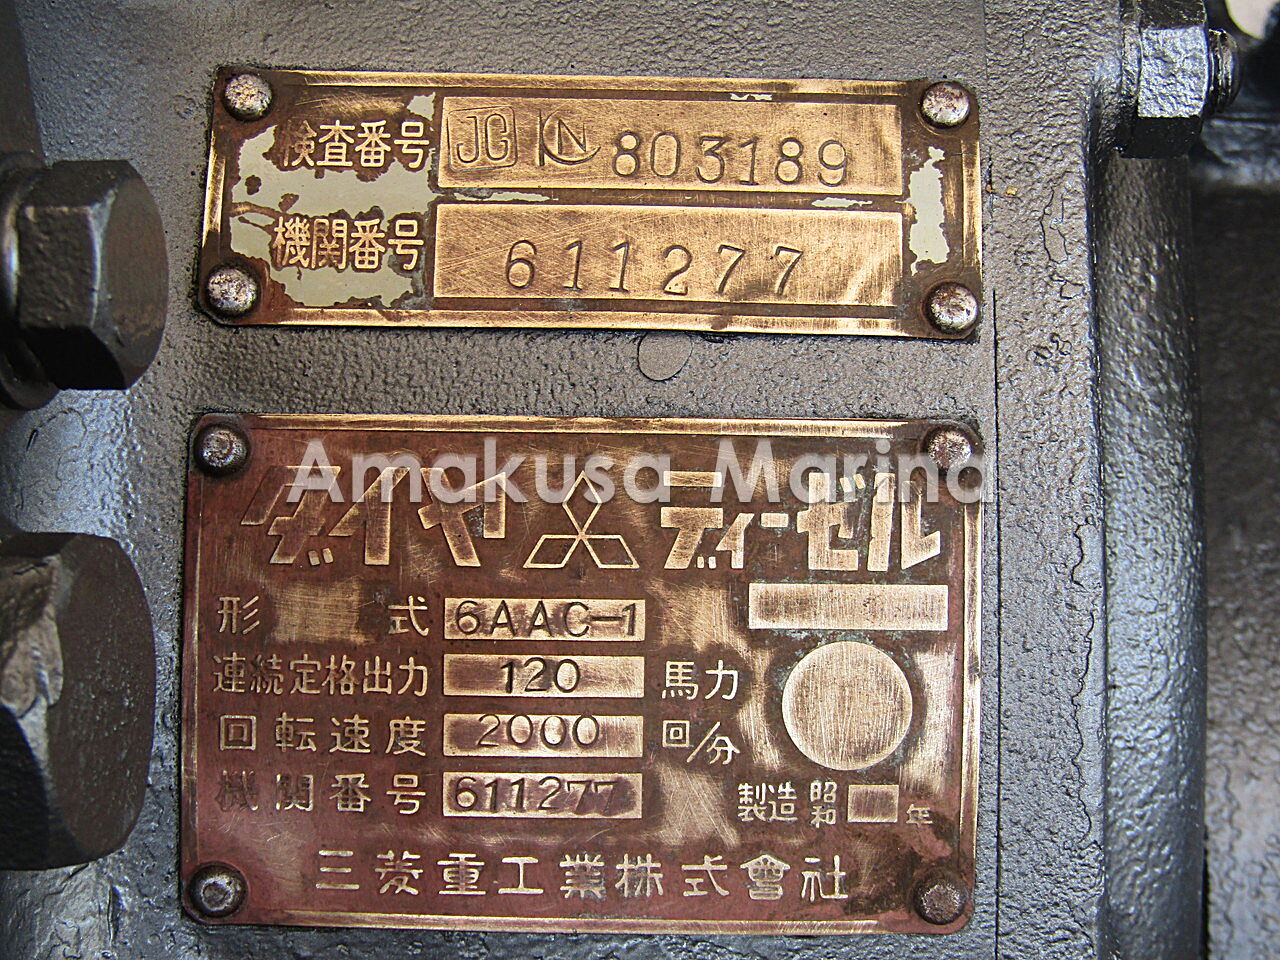 検査番号 JG CN 803189
機関番号 611277
Amakusa Marina
ダイヤ ディーゼル
形式 6AAC-1
連続定格出力 120 馬力
回転速度 2000 回/分
機関番号 611277
製造 昭和 年
三菱重工業株式會社